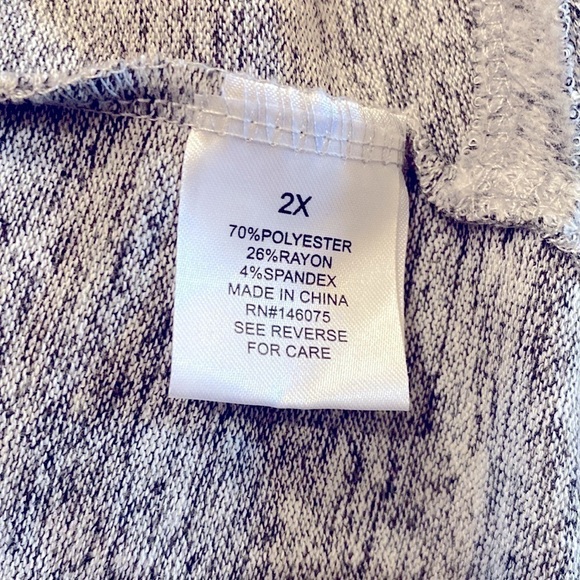 2X
70%POLYESTER
26%RAYON
4%SPANDEX
MADE IN CHINA
RN#146075
SEE REVERSE
FOR CARE